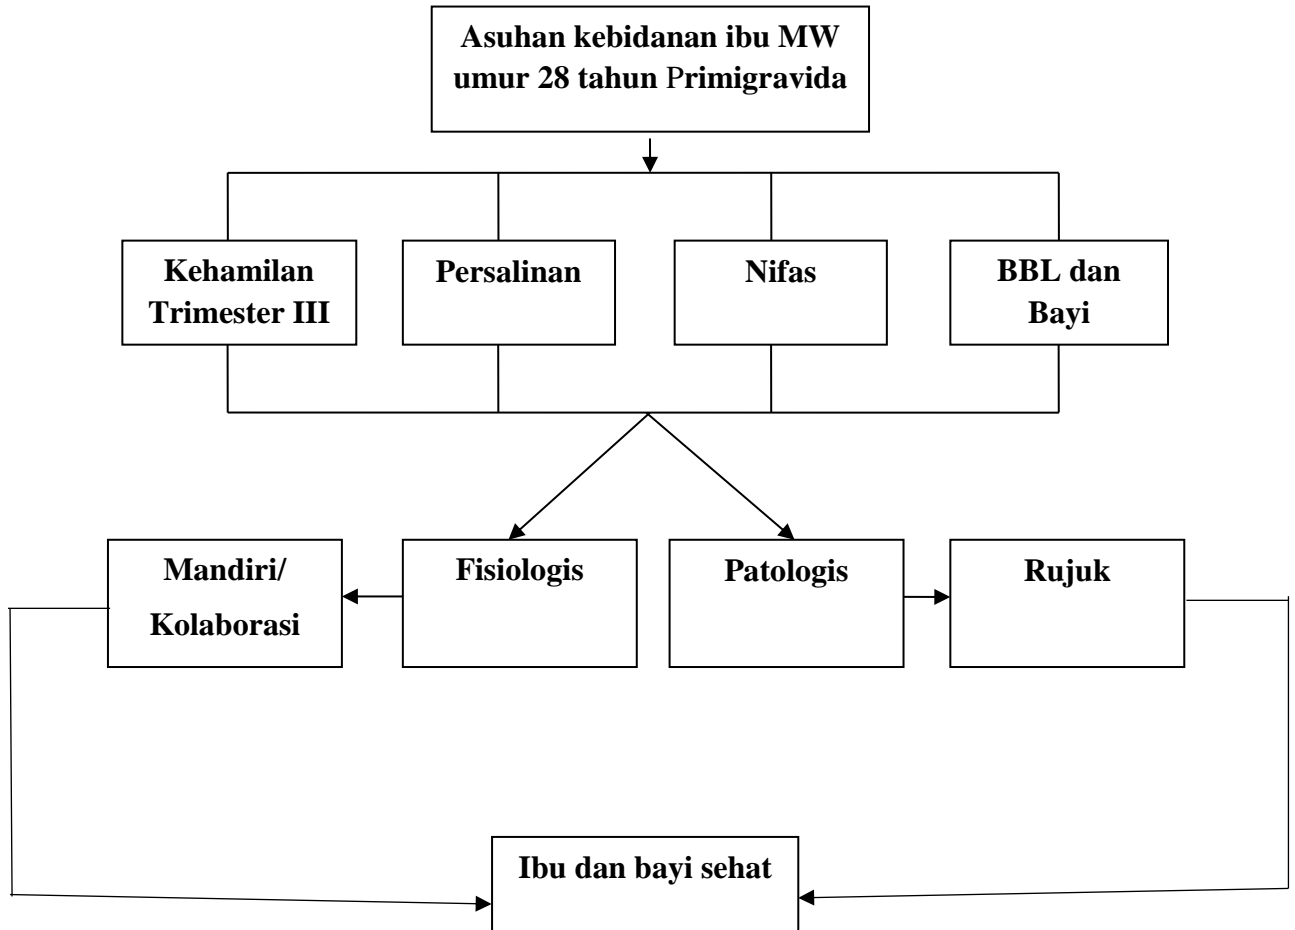 Asuhan kebidanan ibu MW
umur 28 tahun Primigravida
Kehamilan
Trimester III
Persalinan
Nifas
BBL dan
Bayi
Mandiri/
Kolaborasi
Fisiologis
Patologis
Rujuk
Ibu dan bayi sehat